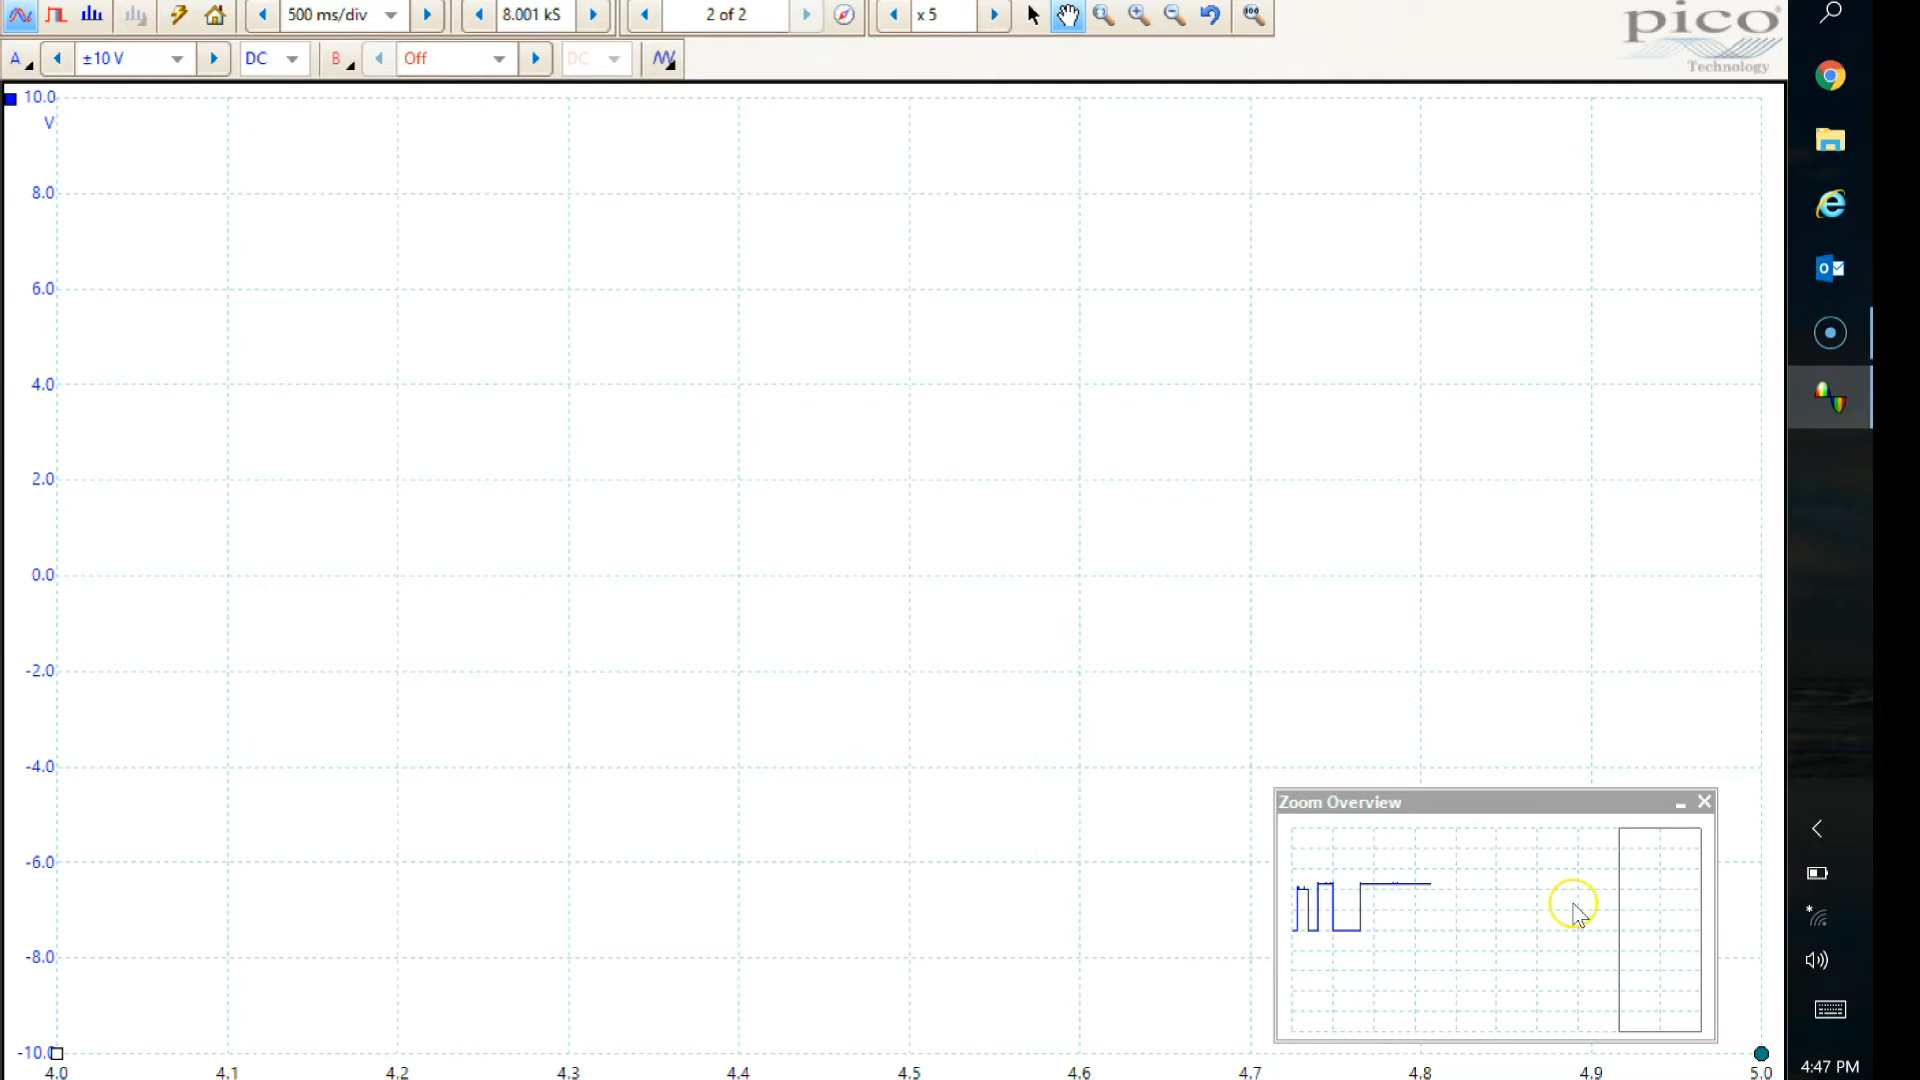 500 ms/div
8.001 kS
2 of 2
x 5
pico
Technology
A
±10 V
DC
B
Off
DC
10.0
V
8.0
6.0
4.0
2.0
0.0
-2.0
-4.0
-6.0
-8.0
-10.0
4.0
4.1
4.2
4.3
4.4
4.5
4.6
4.7
4.8
4.9
5.0
Zoom Overview
4:47 PM